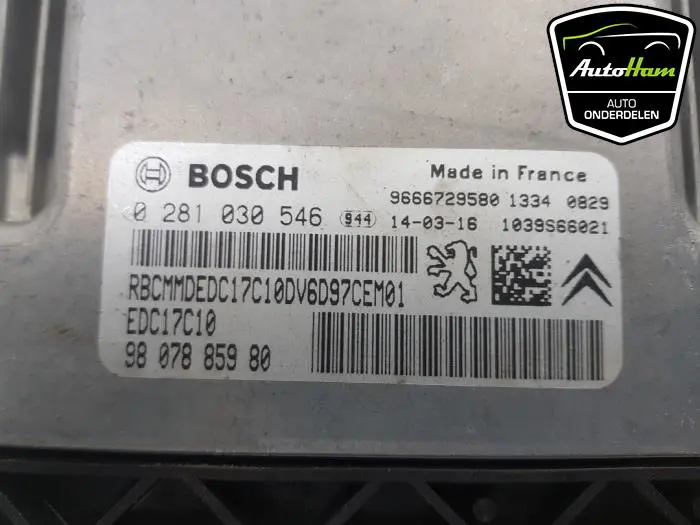 AutoHam
AUTO
ONDERDELEN
BOSCH
Made in France
9666729580 1334 0829
0 281 030 546 944 14-03-16 1039S66021
RBCMMDEDC17C10DV6D97CEM01
EDC17C10
98 078 859 80